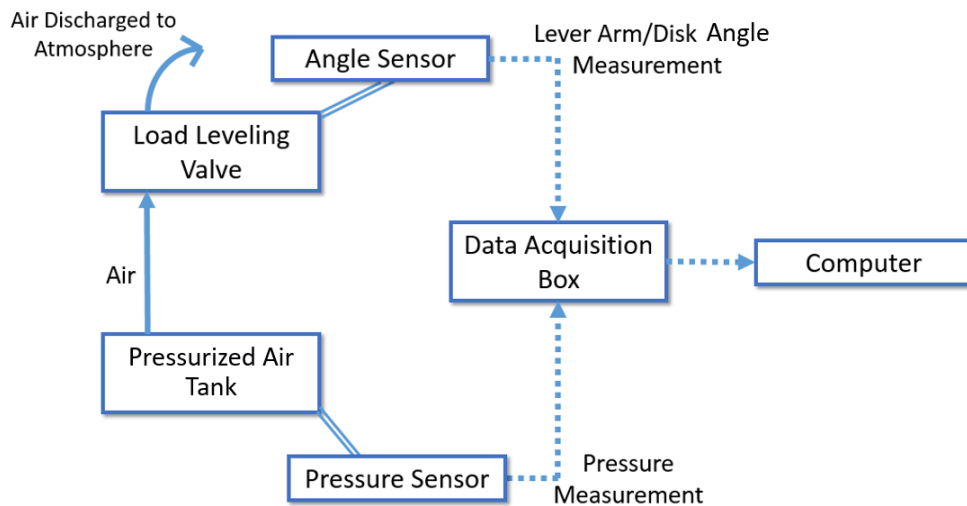 Air Discharged to
Atmosphere
Angle Sensor
Lever Arm/Disk Angle
Measurement
Load Leveling
Valve
Data Acquisition
Box
Computer
Air
Pressurized Air
Tank
Pressure Sensor
Pressure
Measurement